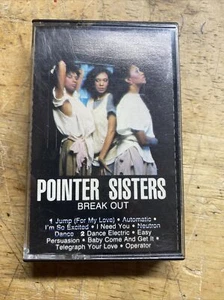 POINTER SISTERS
BREAK OUT
1 Jump (For My Love) • Automatic •
I'm So Excited • I Need You • Neutron
Dance 2 Dance Electric • Easy
Persuasion • Baby Come And Get It •
Telegraph Your Love • Operator